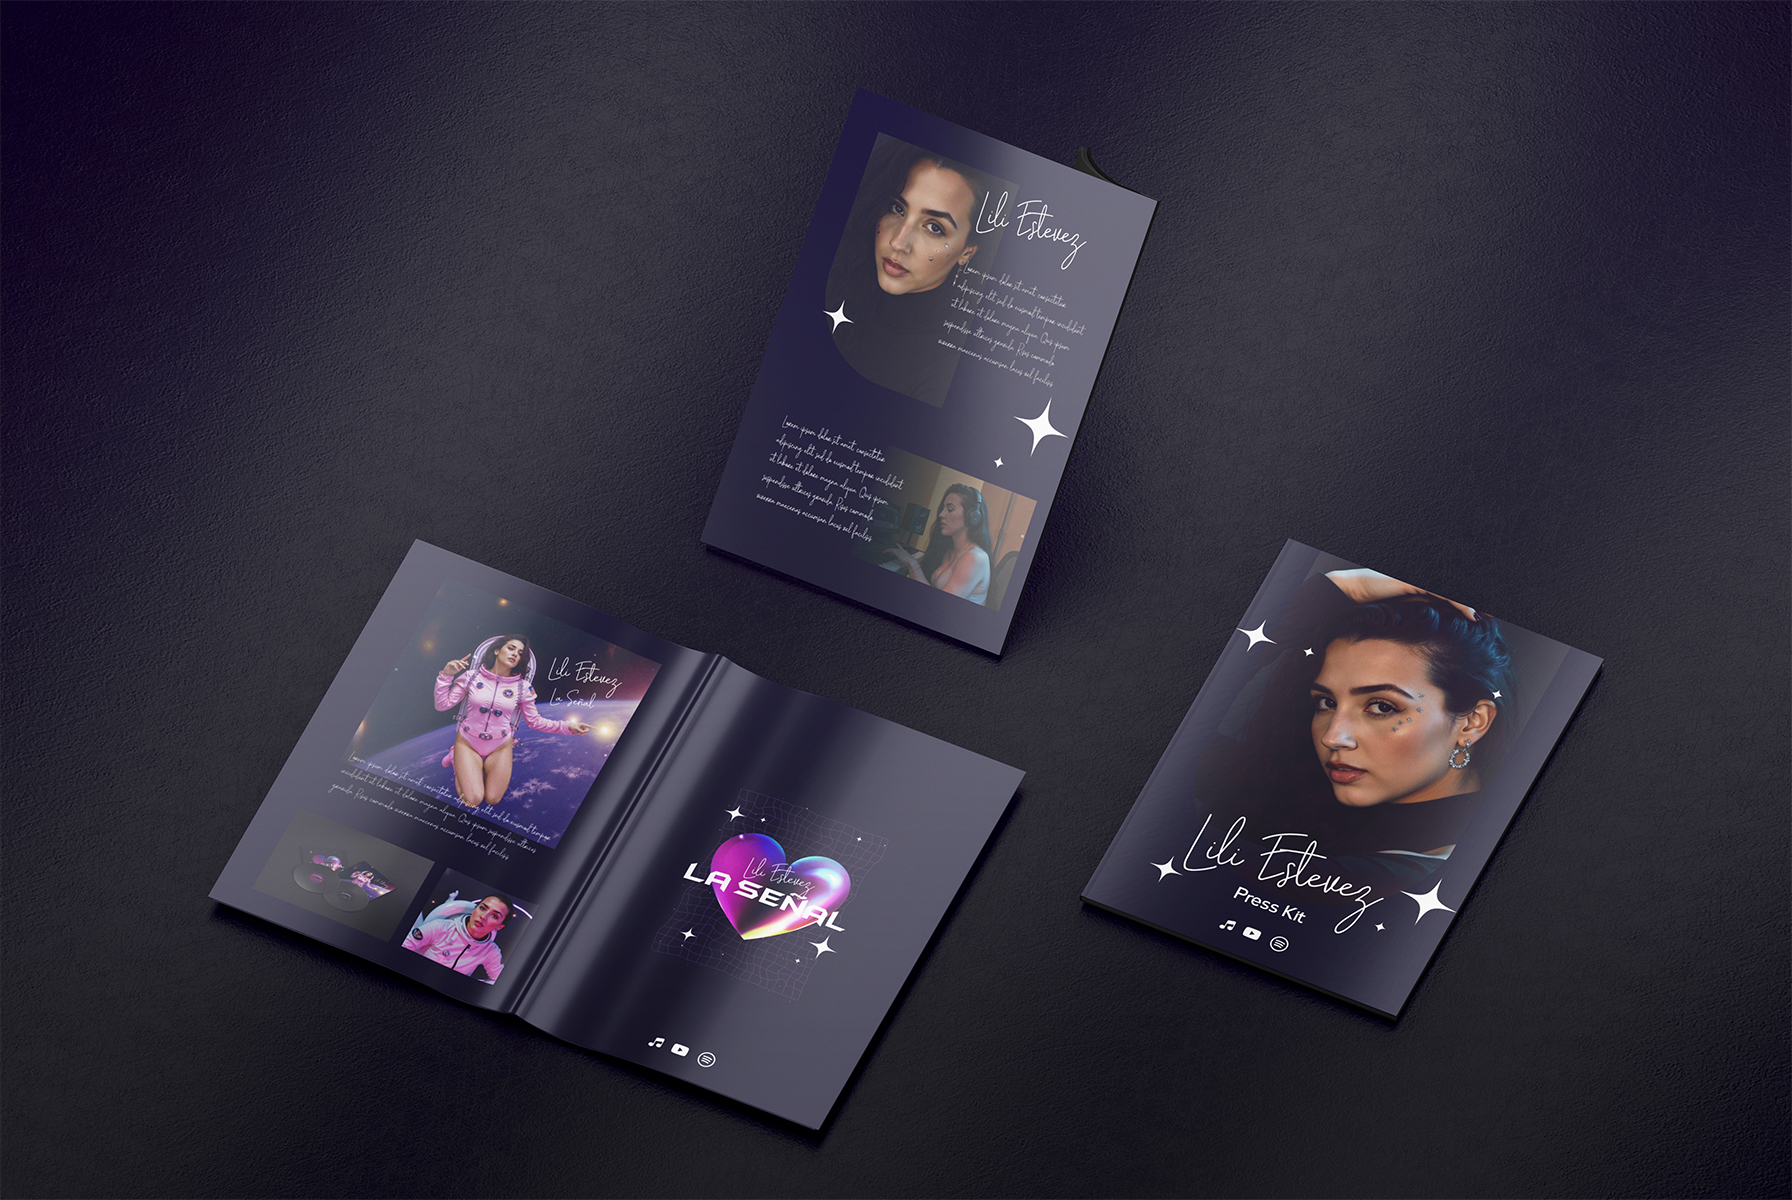 Lili Estevez
Lorem ipsum dolor sit amet, consectetur
adipiscing elit sed do eiusmod tempor incididunt
ut labore et dolore magna aliqua. Quis ipsum
suspendisse ultrices gravida. Risus commodo
viverra maecenas accumsan lacus vel facilisis
Lorem ipsum dolor sit amet, consectetur
adipiscing elit sed do eiusmod tempor incididunt
ut labore et dolore magna aliqua. Quis ipsum
suspendisse ultrices gravida. Risus commodo
viverra maecenas accumsan lacus vel facilisis
Lili Estevez
La Señal
Lorem ipsum dolor sit amet, consectetur adipiscing elit sed do eiusmod tempor
incididunt ut labore et dolore magna aliqua. Quis ipsum suspendisse ultrices
gravida. Risus commodo viverra maecenas accumsan lacus vel facilisis
Lili Estevez
LA SEÑAL
Lili Estevez
Press Kit